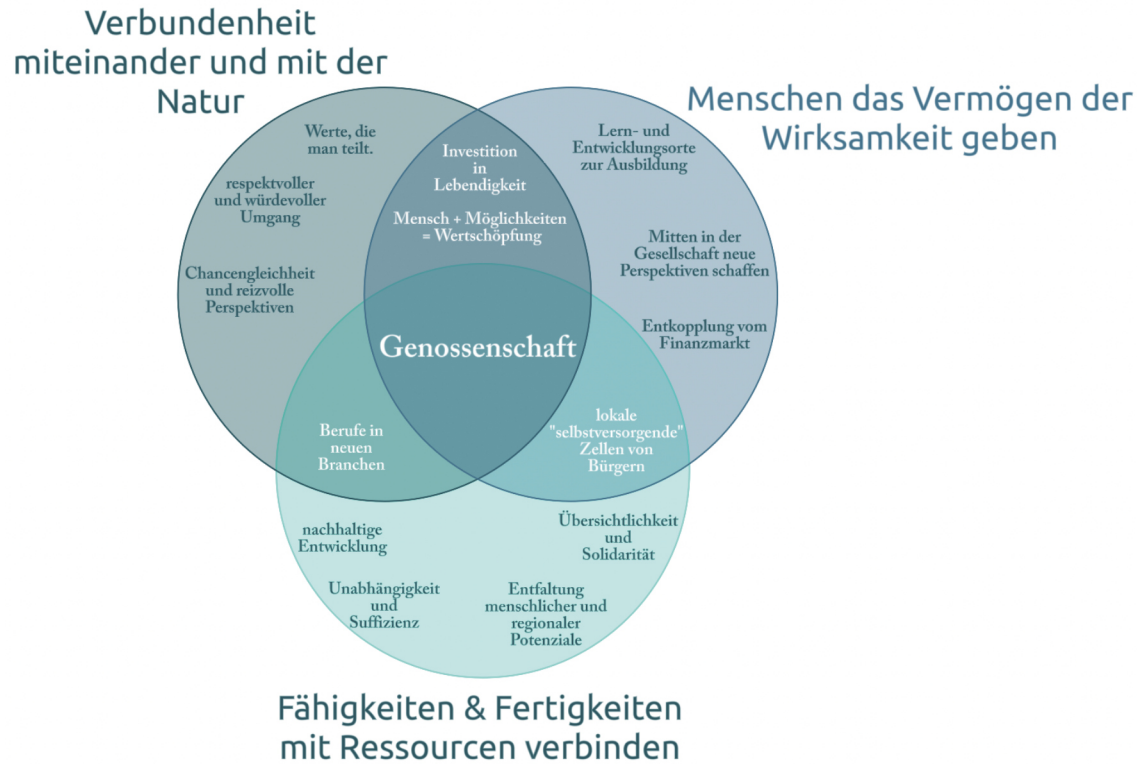 Verbundenheit
miteinander und mit der
Natur
Menschen das Vermögen der
Wirksamkeit geben
Werte, die
man teilt.
respektvoller
und würdevoller
Umgang
Chancengleichheit
und reizvolle
Perspektiven
Investition
in
Lebendigkeit
Mensch + Möglichkeiten
= Wertschöpfung
Lern- und
Entwicklungsorte
zur Ausbildung
Mitten in der
Gesellschaft neue
Perspektiven schaffen
Entkopplung vom
Finanzmarkt
Genossenschaft
Berufe in
neuen
Branchen
lokale
"selbstversorgende"
Zellen von
Bürgern
nachhaltige
Entwicklung
Übersichtlichkeit
und
Solidarität
Unabhängigkeit
und
Suffizienz
Entfaltung
menschlicher und
regionaler
Potenziale
Fähigkeiten & Fertigkeiten
mit Ressourcen verbinden